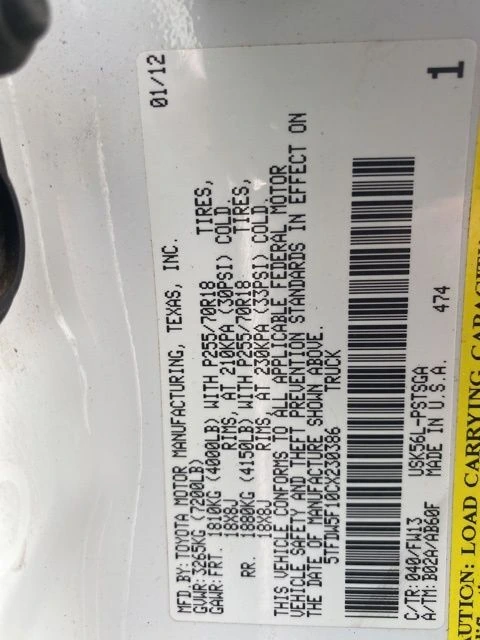 MFD.BY:TOYOTA MOTOR MANUFACTURING, TEXAS, INC. 01/12
GVWR:3265KG (7200LB)
GAWR: FRT. 1810KG (4000LB) WITH P255/70R18 TIRES,
18X8J RIMS, AT 210KPA (30PSI) COLD
RR. 1880KG (4150LB) WITH P255/70R18 TIRES,
18X8J RIMS, AT 230KPA (33PSI) COLD.
THIS VEHICLE CONFORMS TO ALL APPLICABLE FEDERAL MOTOR
VEHICLE SAFETY AND THEFT PREVENTION STANDARDS IN EFFECT ON
THE DATE OF MANUFACTURE SHOWN ABOVE.
5TFDW5F10CX230386 TRUCK
C/TR:040/FW13 USK56L-PSTSGA 474
A/TM:B02A/AB60F MADE IN U.S.A. 1
CAUTION: LOAD CARRYING CAPACITY